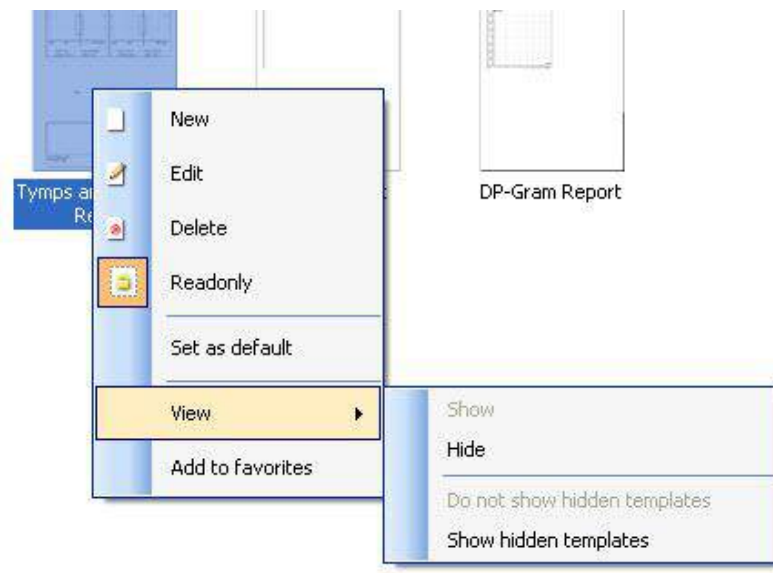 New
Edit
Tymps a
DP-Gram Report
Re
Delete
Readonly
Set as default
View
Show
Hide
Add to favorites
Do not show hidden templates
Show hidden templates